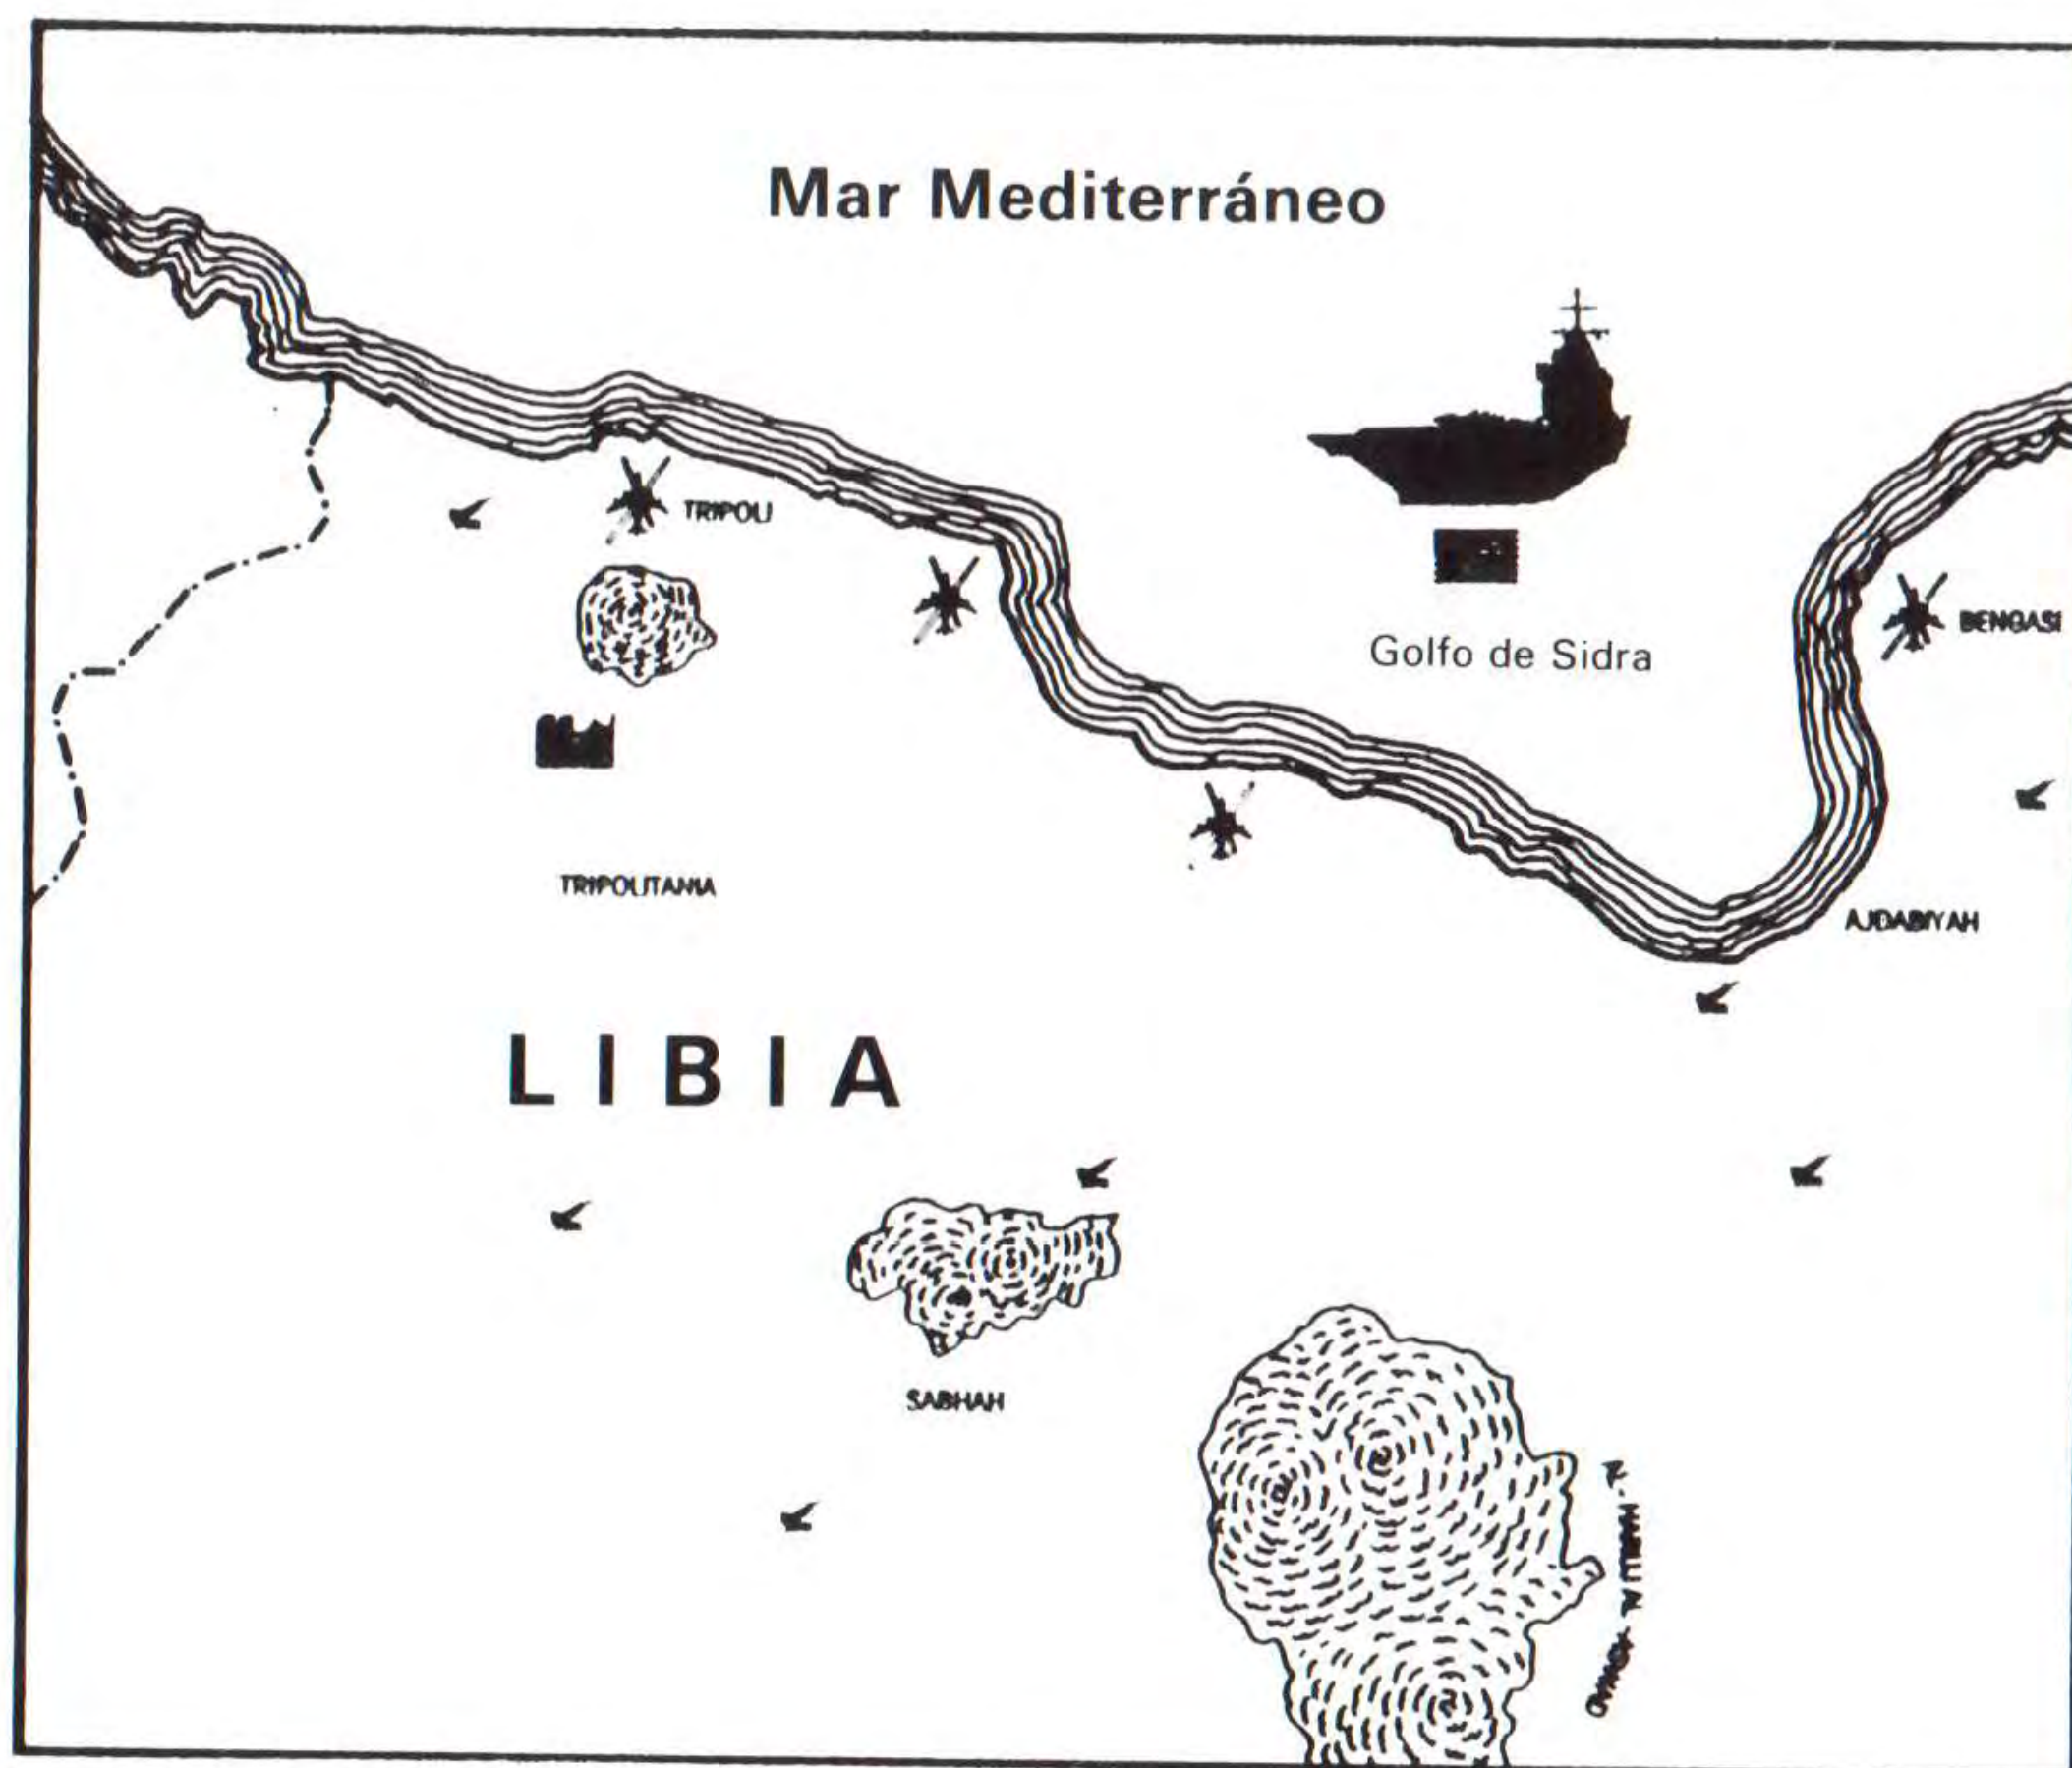 Mar Mediterráneo
TRIPOLI
Golfo de Sidra
BENGASI
TRIPOLITANIA
AJDABIYAH
LIBIA
SABHAH